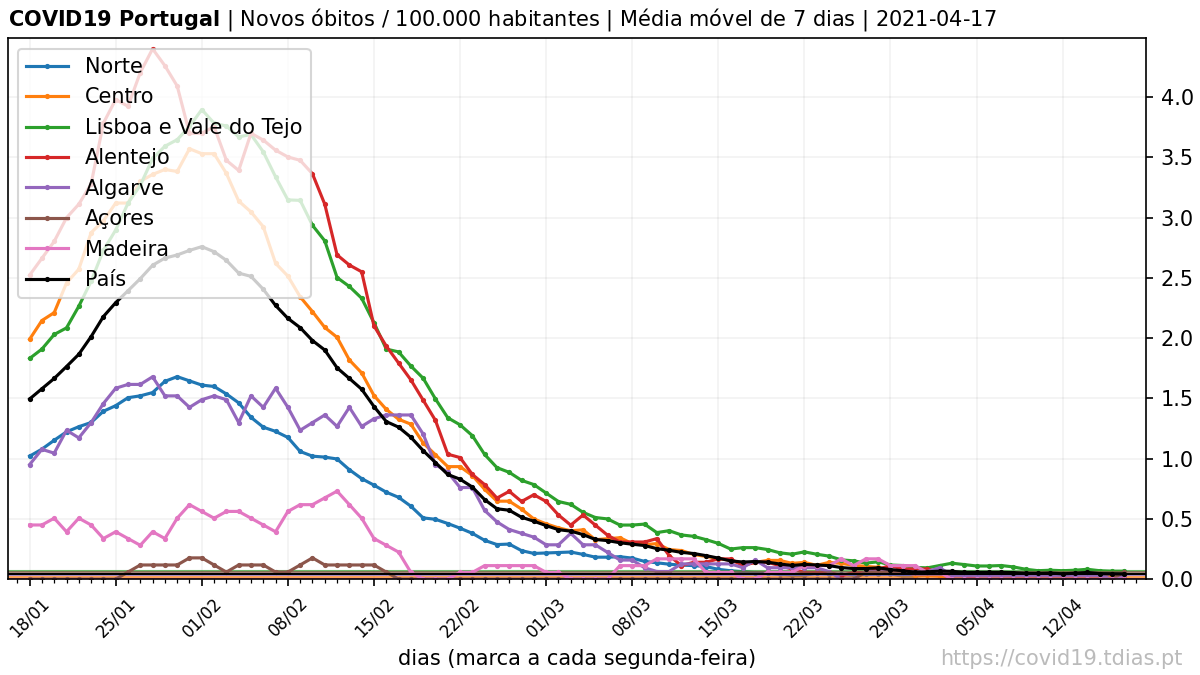 COVID19 Portugal | Novos óbitos / 100.000 habitantes | Média móvel de 7 dias | 2021-04-17
Norte
Centro
Lisboa e Vale do Tejo
Alentejo
Algarve
Açores
Madeira
País
4.0
3.5
3.0
2.5
2.0
1.5
1.0
0.5
0.0
18/01
25/01
01/02
08/02
15/02
22/02
01/03
08/03
15/03
22/03
29/03
05/04
12/04
dias (marca a cada segunda-feira)
https://covid19.tdias.pt